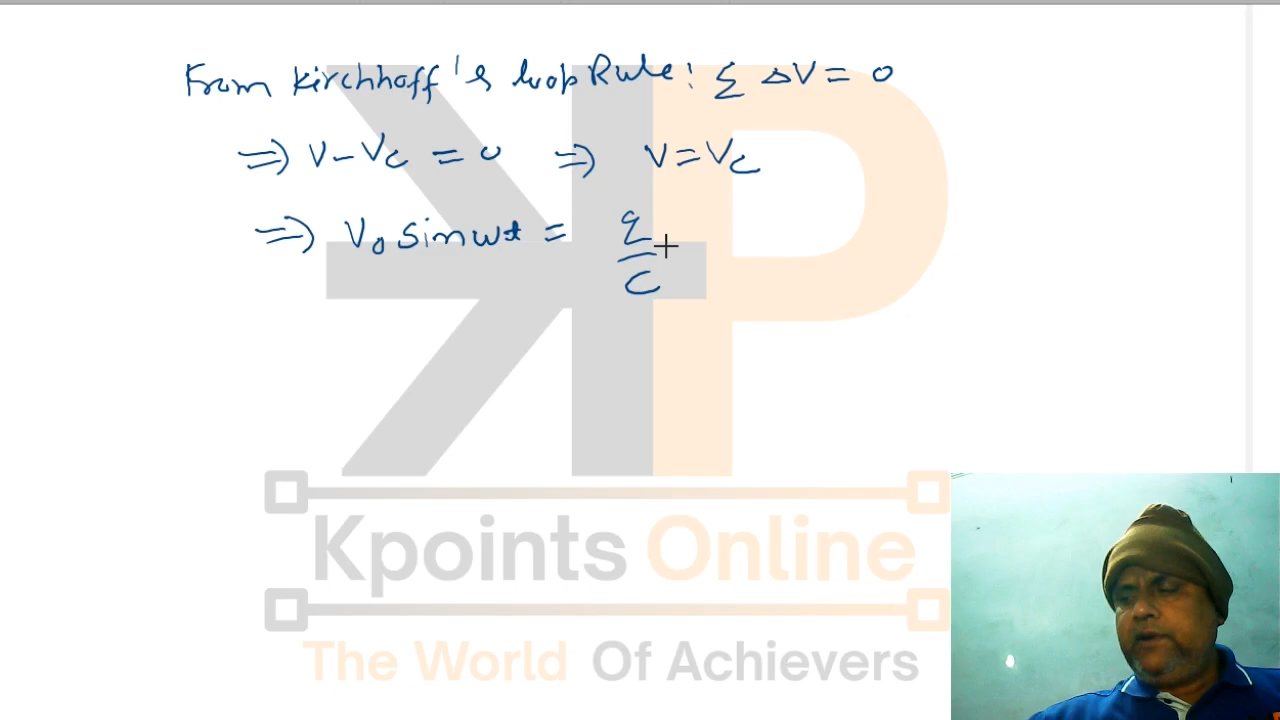 From Kirchhoff's loop Rule: Σ ΔV = 0
⇒ V - Vc = 0 ⇒ V = Vc
⇒ V₀ sin ωt = q/C
Kpoints Online
The World Of Achievers